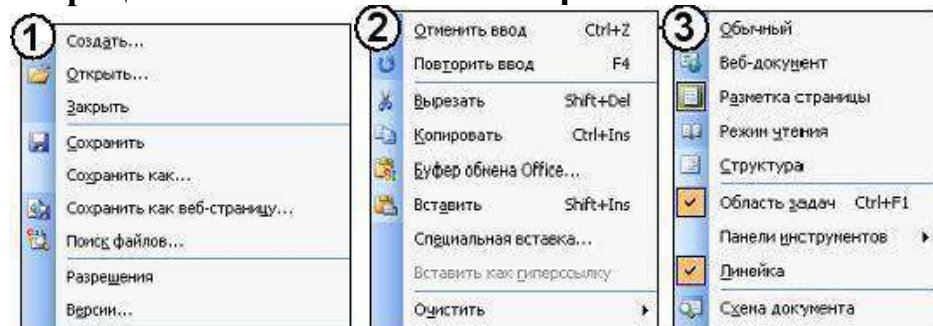 1
Создать...
Открыть...
Закрыть
Сохранить
Сохранить как...
Сохранить как веб-страницу...
Поиск файлов...
Разрешения
Версии...
2
Отменить ввод Ctrl+Z
Повторить ввод F4
Вырезать Shift+Del
Копировать Ctrl+Ins
Буфер обмена Office...
Вставить Shift+Ins
Специальная вставка...
Вставить как гиперссылку
Очистить
3
Обычный
Веб-документ
Разметка страницы
Режим чтения
Структура
Область задач Ctrl+F1
Панели инструментов
Линейка
Схема документа